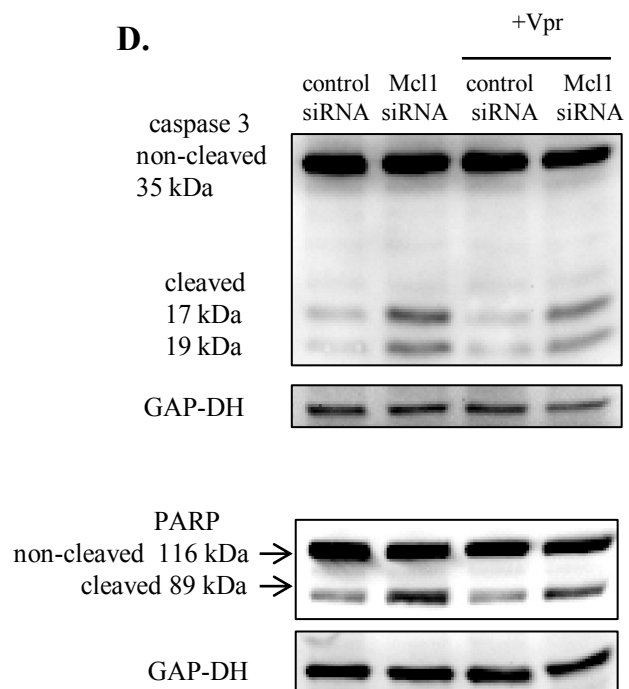 D.
+Vpr
control Mcl1 control Mcl1
siRNA siRNA siRNA siRNA
caspase 3
non-cleaved
35 kDa
cleaved
17 kDa
19 kDa
GAP-DH
PARP
non-cleaved 116 kDa
cleaved 89 kDa
GAP-DH